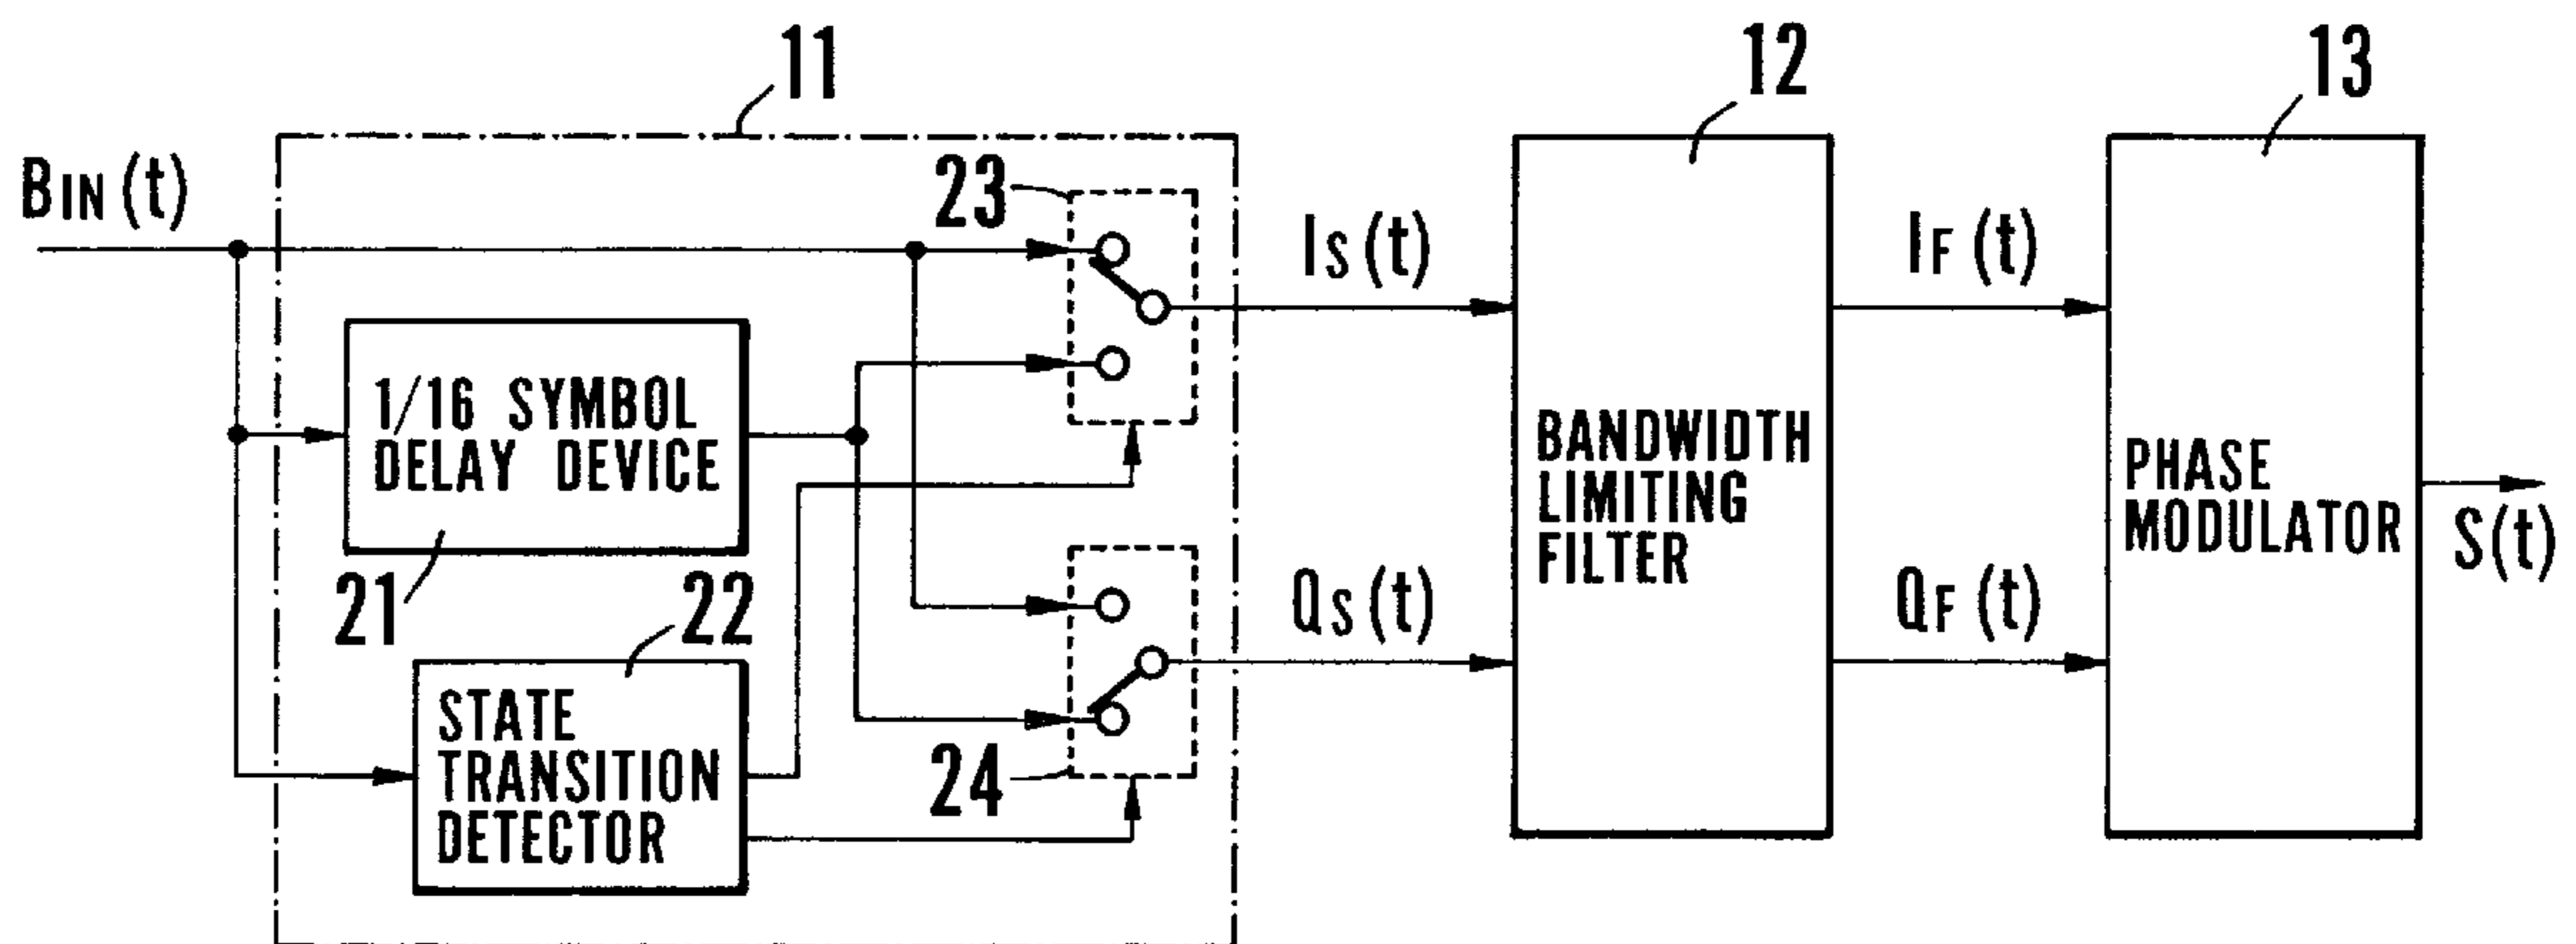 11
12
13
BIN (t)
23
IS (t)
IF (t)
1/16 SYMBOL
DELAY DEVICE
BANDWIDTH
LIMITING
FILTER
PHASE
MODULATOR
S(t)
21
22
QS (t)
QF (t)
STATE
TRANSITION
DETECTOR
24